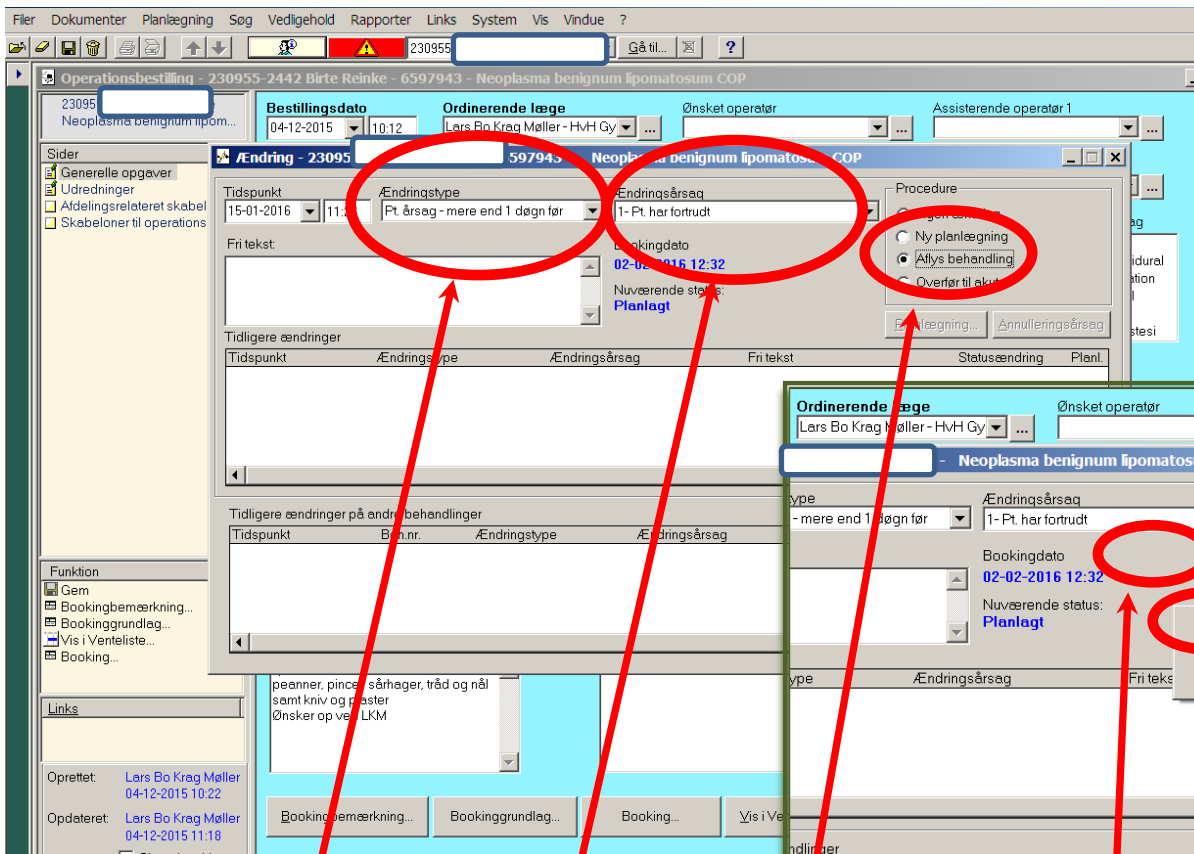 Filer Dokumenter Planlægning Søg Vedligehold Rapporter Links System Vis Vindue ?
230955 Gå til... ?
Operationsbestilling - 230955-2442 Birte Reinke - 6597943 - Neoplasma benignum lipomatosum COP
23095
Neoplasma benignum lipom...
Bestillingsdato Ordinerende læge Ønsket operatør Assisterende operatør 1
04-12-2015 10:12 Lars Bo Krag Møller - HvH Gy ... ... ...
Sider
Generelle opgaver
Udredninger
Afdelingsrelateret skabel
Skabeloner til operations
Ændring - 23095 597943 - Neoplasma benignum lipomatosum COP
Tidspunkt Ændringstype Ændringsårsag Procedure
15-01-2016 Pt. årsag - mere end 1 døgn før 1- Pt. har fortrudt
Ny planlægning
Aflys behandling
Overfør til akut
Fri tekst: Bookingdato
02-02-2016 12:32
Nuværende status:
Planlagt
Planlægning... Annulleringsårsag
Tidligere ændringer
Tidspunkt Ændringstype Ændringsårsag Fri tekst Statusændring Planl.
Tidligere ændringer på andre behandlinger
Tidspunkt Beh.nr. Ændringstype Ændringsårsag
ag
idural
ation
stesi
Funktion
Gem
Bookingbemærkning...
Bookinggrundlag...
Vis i Venteliste...
Booking...
Links
peanner, pincet, sårhager, tråd og nål
samt kniv og plaster
Ønsker op ved LKM
Oprettet: Lars Bo Krag Møller
04-12-2015 10:22
Opdateret: Lars Bo Krag Møller
04-12-2015 11:18
Bookingbemærkning... Bookinggrundlag... Booking... Vis i Ve
Ordinerende læge Ønsket operatør
Lars Bo Krag Møller - HvH Gy ...
- Neoplasma benignum lipomatos
ype Ændringsårsag
- mere end 1 døgn før 1- Pt. har fortrudt
Bookingdato
02-02-2016 12:32
Nuværende status:
Planlagt
ype Ændringsårsag Fri teks
ndlinger